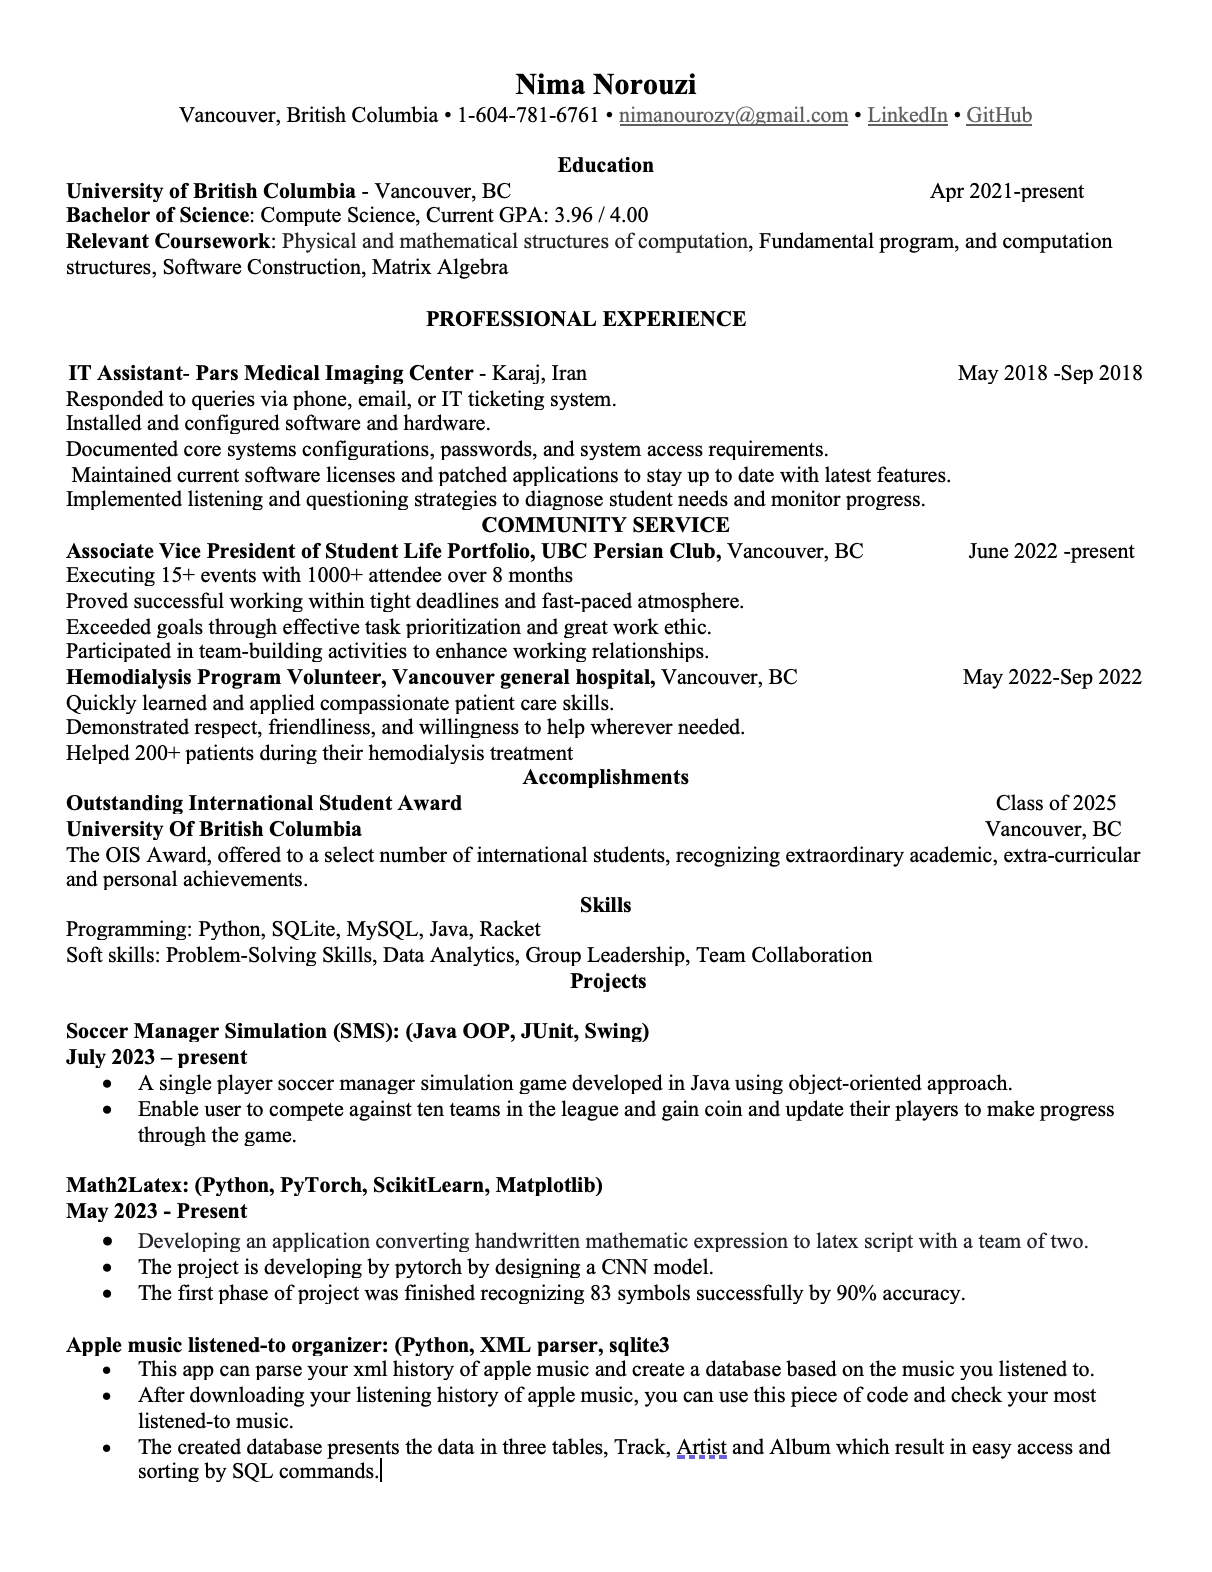 Nima Norouzi
Vancouver, British Columbia • 1-604-781-6761 • nimanourozy@gmail.com • LinkedIn • GitHub
Education
University of British Columbia - Vancouver, BC Apr 2021-present
Bachelor of Science: Compute Science, Current GPA: 3.96 / 4.00
Relevant Coursework: Physical and mathematical structures of computation, Fundamental program, and computation
structures, Software Construction, Matrix Algebra
PROFESSIONAL EXPERIENCE
IT Assistant- Pars Medical Imaging Center - Karaj, Iran May 2018 -Sep 2018
Responded to queries via phone, email, or IT ticketing system.
Installed and configured software and hardware.
Documented core systems configurations, passwords, and system access requirements.
Maintained current software licenses and patched applications to stay up to date with latest features.
Implemented listening and questioning strategies to diagnose student needs and monitor progress.
COMMUNITY SERVICE
Associate Vice President of Student Life Portfolio, UBC Persian Club, Vancouver, BC June 2022 -present
Executing 15+ events with 1000+ attendee over 8 months
Proved successful working within tight deadlines and fast-paced atmosphere.
Exceeded goals through effective task prioritization and great work ethic.
Participated in team-building activities to enhance working relationships.
Hemodialysis Program Volunteer, Vancouver general hospital, Vancouver, BC May 2022-Sep 2022
Quickly learned and applied compassionate patient care skills.
Demonstrated respect, friendliness, and willingness to help wherever needed.
Helped 200+ patients during their hemodialysis treatment
Accomplishments
Outstanding International Student Award Class of 2025
University Of British Columbia Vancouver, BC
The OIS Award, offered to a select number of international students, recognizing extraordinary academic, extra-curricular
and personal achievements.
Skills
Programming: Python, SQLite, MySQL, Java, Racket
Soft skills: Problem-Solving Skills, Data Analytics, Group Leadership, Team Collaboration
Projects
Soccer Manager Simulation (SMS): (Java OOP, JUnit, Swing)
July 2023 – present
• A single player soccer manager simulation game developed in Java using object-oriented approach.
• Enable user to compete against ten teams in the league and gain coin and update their players to make progress
through the game.
Math2Latex: (Python, PyTorch, ScikitLearn, Matplotlib)
May 2023 - Present
• Developing an application converting handwritten mathematic expression to latex script with a team of two.
• The project is developing by pytorch by designing a CNN model.
• The first phase of project was finished recognizing 83 symbols successfully by 90% accuracy.
Apple music listened-to organizer: (Python, XML parser, sqlite3
• This app can parse your xml history of apple music and create a database based on the music you listened to.
• After downloading your listening history of apple music, you can use this piece of code and check your most
listened-to music.
• The created database presents the data in three tables, Track, Artist and Album which result in easy access and
sorting by SQL commands.